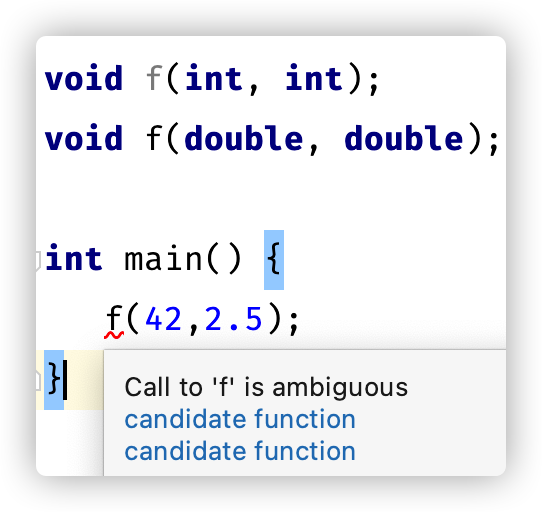 void f(int, int);
void f(double, double);
int main() {
f(42,2.5);
}
Call to 'f' is ambiguous
candidate function
candidate function